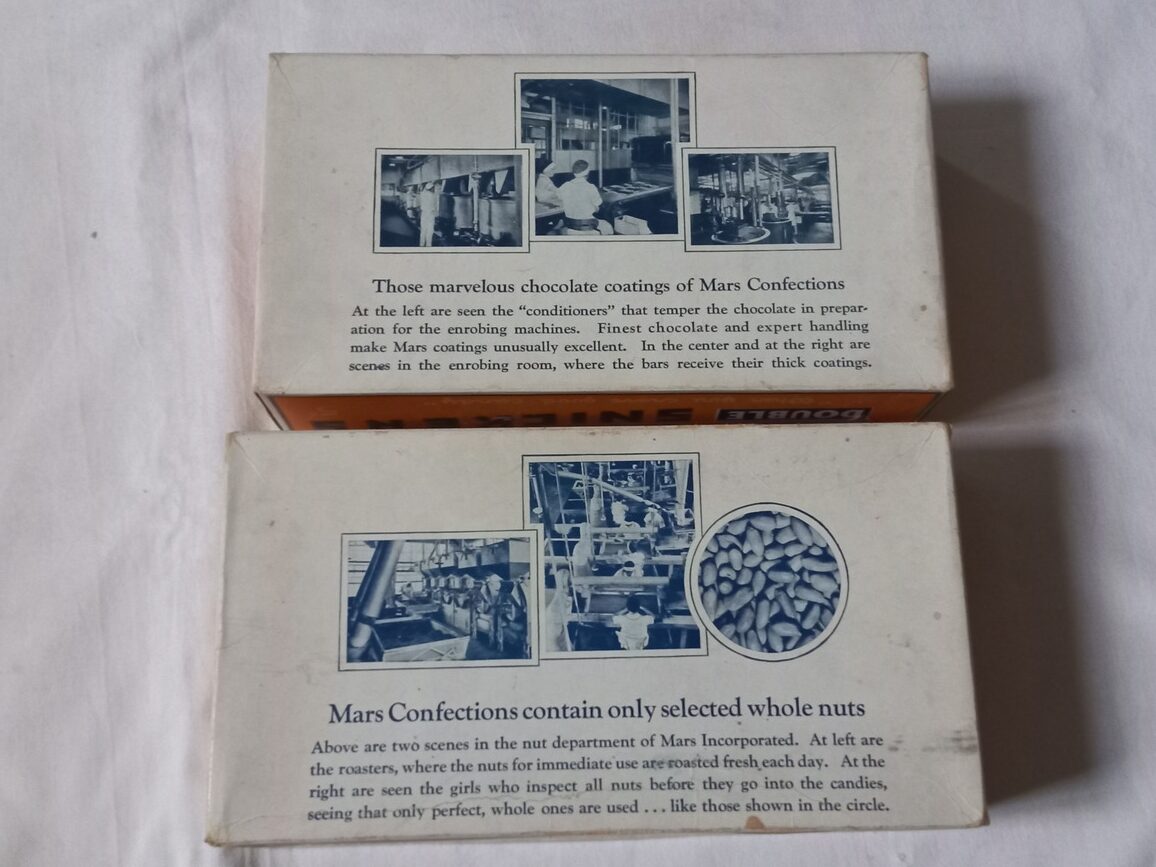 Those marvelous chocolate coatings of Mars Confections
At the left are seen the “conditioners” that temper the chocolate in prepar-
ation for the enrobing machines. Finest chocolate and expert handling
make Mars coatings unusually excellent. In the center and at the right are
scenes in the enrobing room, where the bars receive their thick coatings.
DOUBLE SNICKERS
Mars Confections contain only selected whole nuts
Above are two scenes in the nut department of Mars Incorporated. At left are
the roasters, where the nuts for immediate use are roasted fresh each day. At the
right are seen the girls who inspect all nuts before they go into the candies,
seeing that only perfect, whole ones are used . . . like those shown in the circle.